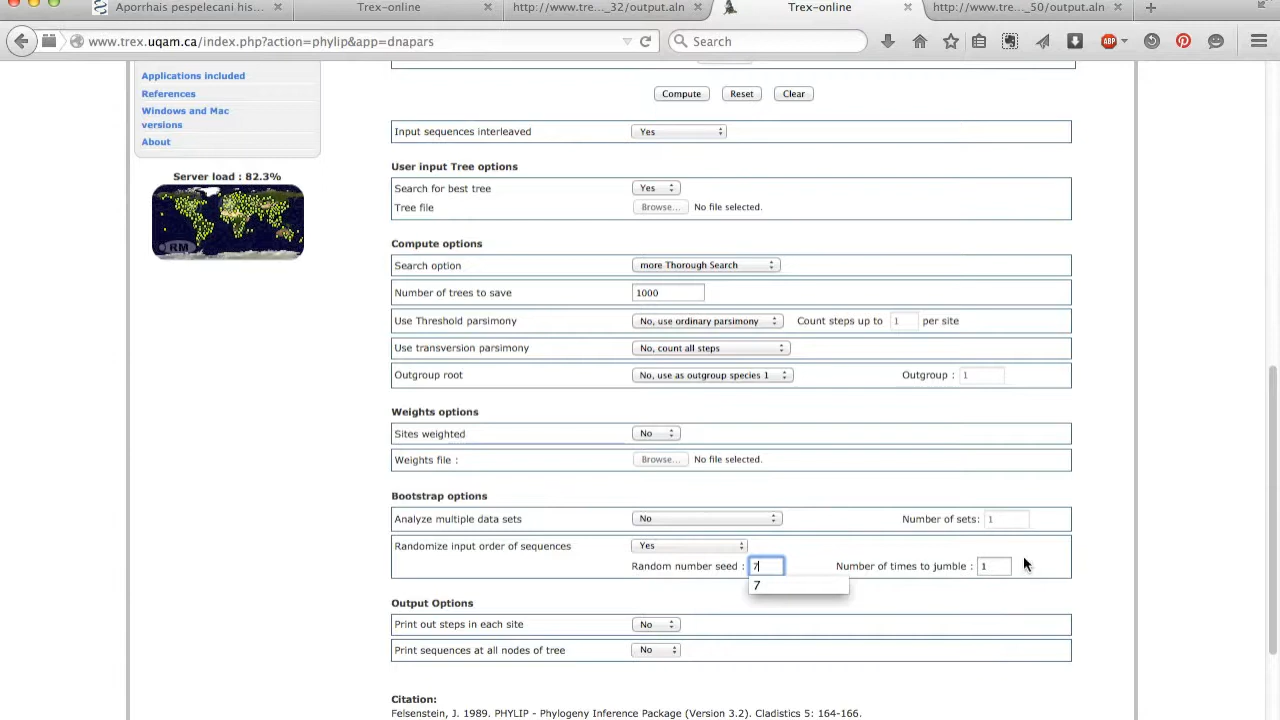 Aporrhais pespelecani his...
Trex-online
http://www.tre..._32/output.aln
Trex-online
http://www.tre..._50/output.aln
www.trex.uqam.ca/index.php?action=phylip&app=dnapars
Search
ABP
Applications included
References
Windows and Mac
versions
About
Server load : 82.3%
RM
Compute Reset Clear
Input sequences interleaved Yes
User input Tree options
Search for best tree Yes
Tree file Browse... No file selected.
Compute options
Search option more Thorough Search
Number of trees to save 1000
Use Threshold parsimony No, use ordinary parsimony Count steps up to 1 per site
Use transversion parsimony No, count all steps
Outgroup root No, use as outgroup species 1 Outgroup : 1
Weights options
Sites weighted No
Weights file : Browse... No file selected.
Bootstrap options
Analyze multiple data sets No Number of sets: 1
Randomize input order of sequences Yes
Random number seed : 7 Number of times to jumble : 1
7
Output Options
Print out steps in each site No
Print sequences at all nodes of tree No
Citation:
Felsenstein, J. 1989. PHYLIP - Phylogeny Inference Package (Version 3.2). Cladistics 5: 164-166.